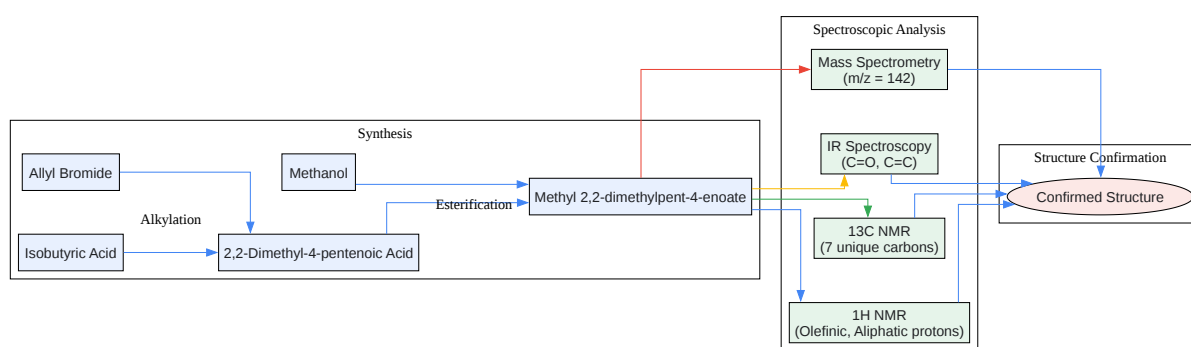 Spectroscopic Analysis
Mass Spectrometry
(m/z = 142)
Synthesis
Allyl Bromide
Methanol
IR Spectroscopy
(C=O, C=C)
Structure Confirmation
Methyl 2,2-dimethylpent-4-enoate
Confirmed Structure
Esterification
Alkylation
Isobutyric Acid
2,2-Dimethyl-4-pentenoic Acid
13C NMR
(7 unique carbons)
1H NMR
(Olefinic, Aliphatic protons)